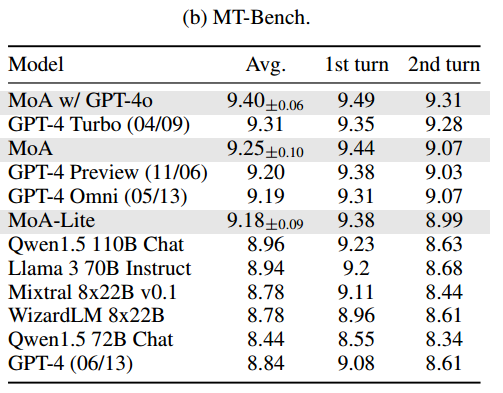 (b) MT-Bench.
Model Avg. 1st turn 2nd turn
MoA w/ GPT-4o 9.40±0.06 9.49 9.31
GPT-4 Turbo (04/09) 9.31 9.35 9.28
MoA 9.25±0.10 9.44 9.07
GPT-4 Preview (11/06) 9.20 9.38 9.03
GPT-4 Omni (05/13) 9.19 9.31 9.07
MoA-Lite 9.18±0.09 9.38 8.99
Qwen1.5 110B Chat 8.96 9.23 8.63
Llama 3 70B Instruct 8.94 9.2 8.68
Mixtral 8x22B v0.1 8.78 9.11 8.44
WizardLM 8x22B 8.78 8.96 8.61
Qwen1.5 72B Chat 8.44 8.55 8.34
GPT-4 (06/13) 8.84 9.08 8.61